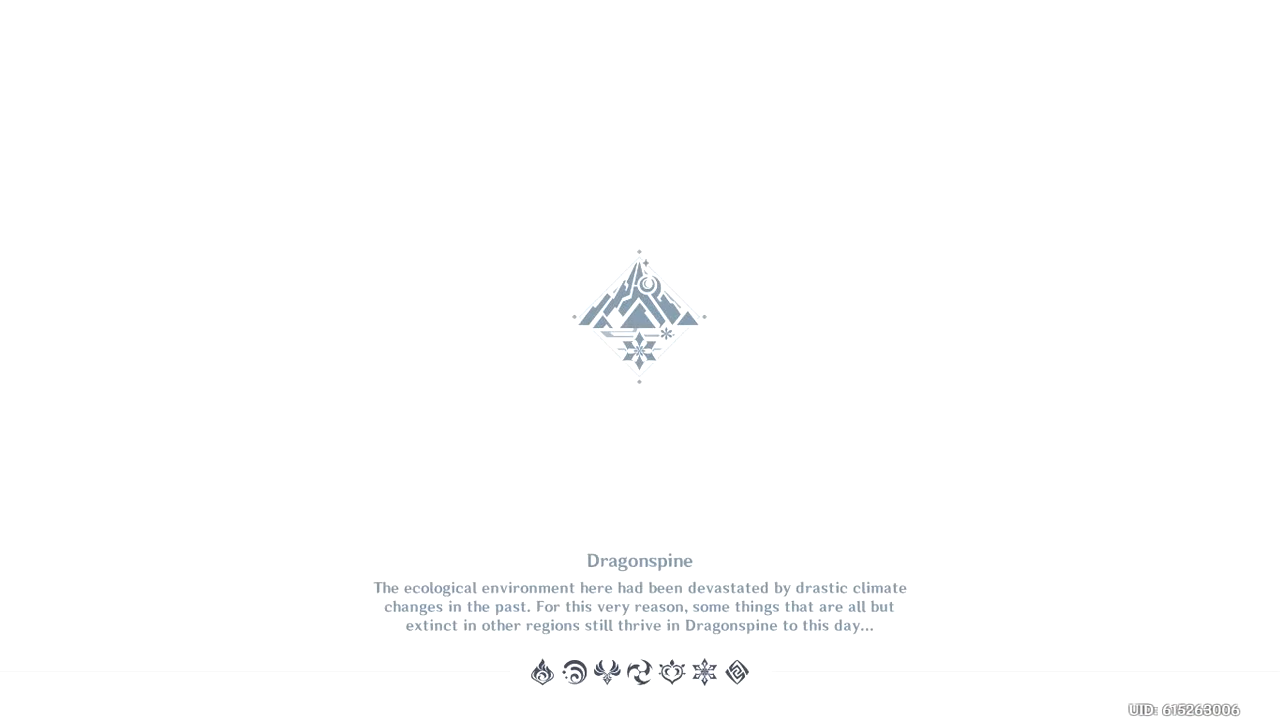 Dragonspine
The ecological environment here had been devastated by drastic climate
changes in the past. For this very reason, some things that are all but
extinct in other regions still thrive in Dragonspine to this day...
UID: 615263006